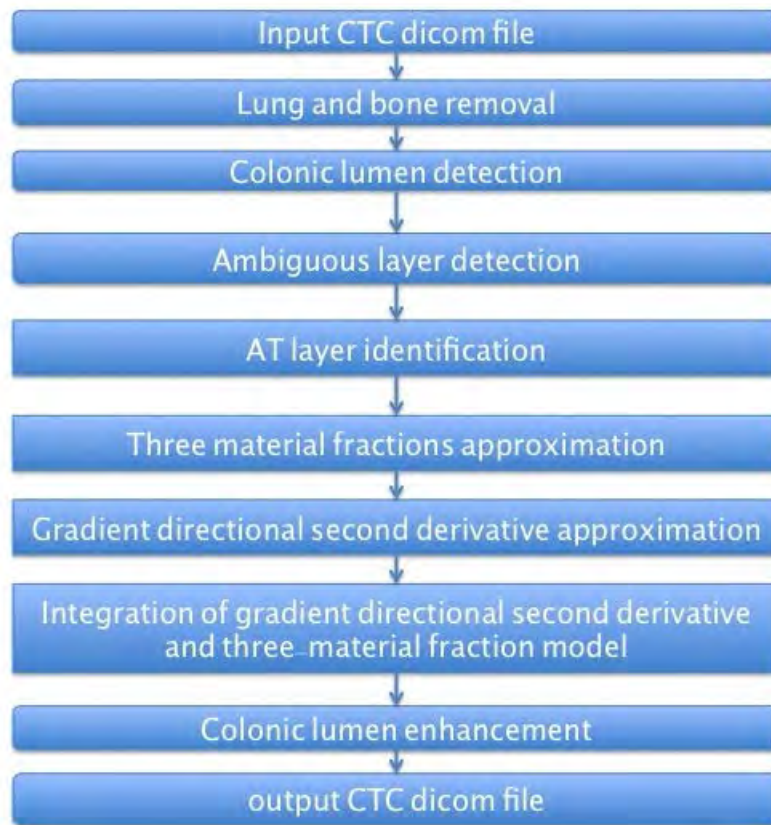 Input CTC dicom file
Lung and bone removal
Colonic lumen detection
Ambiguous layer detection
AT layer identification
Three material fractions approximation
Gradient directional second derivative approximation
Integration of gradient directional second derivative
and three-material fraction model
Colonic lumen enhancement
output CTC dicom file